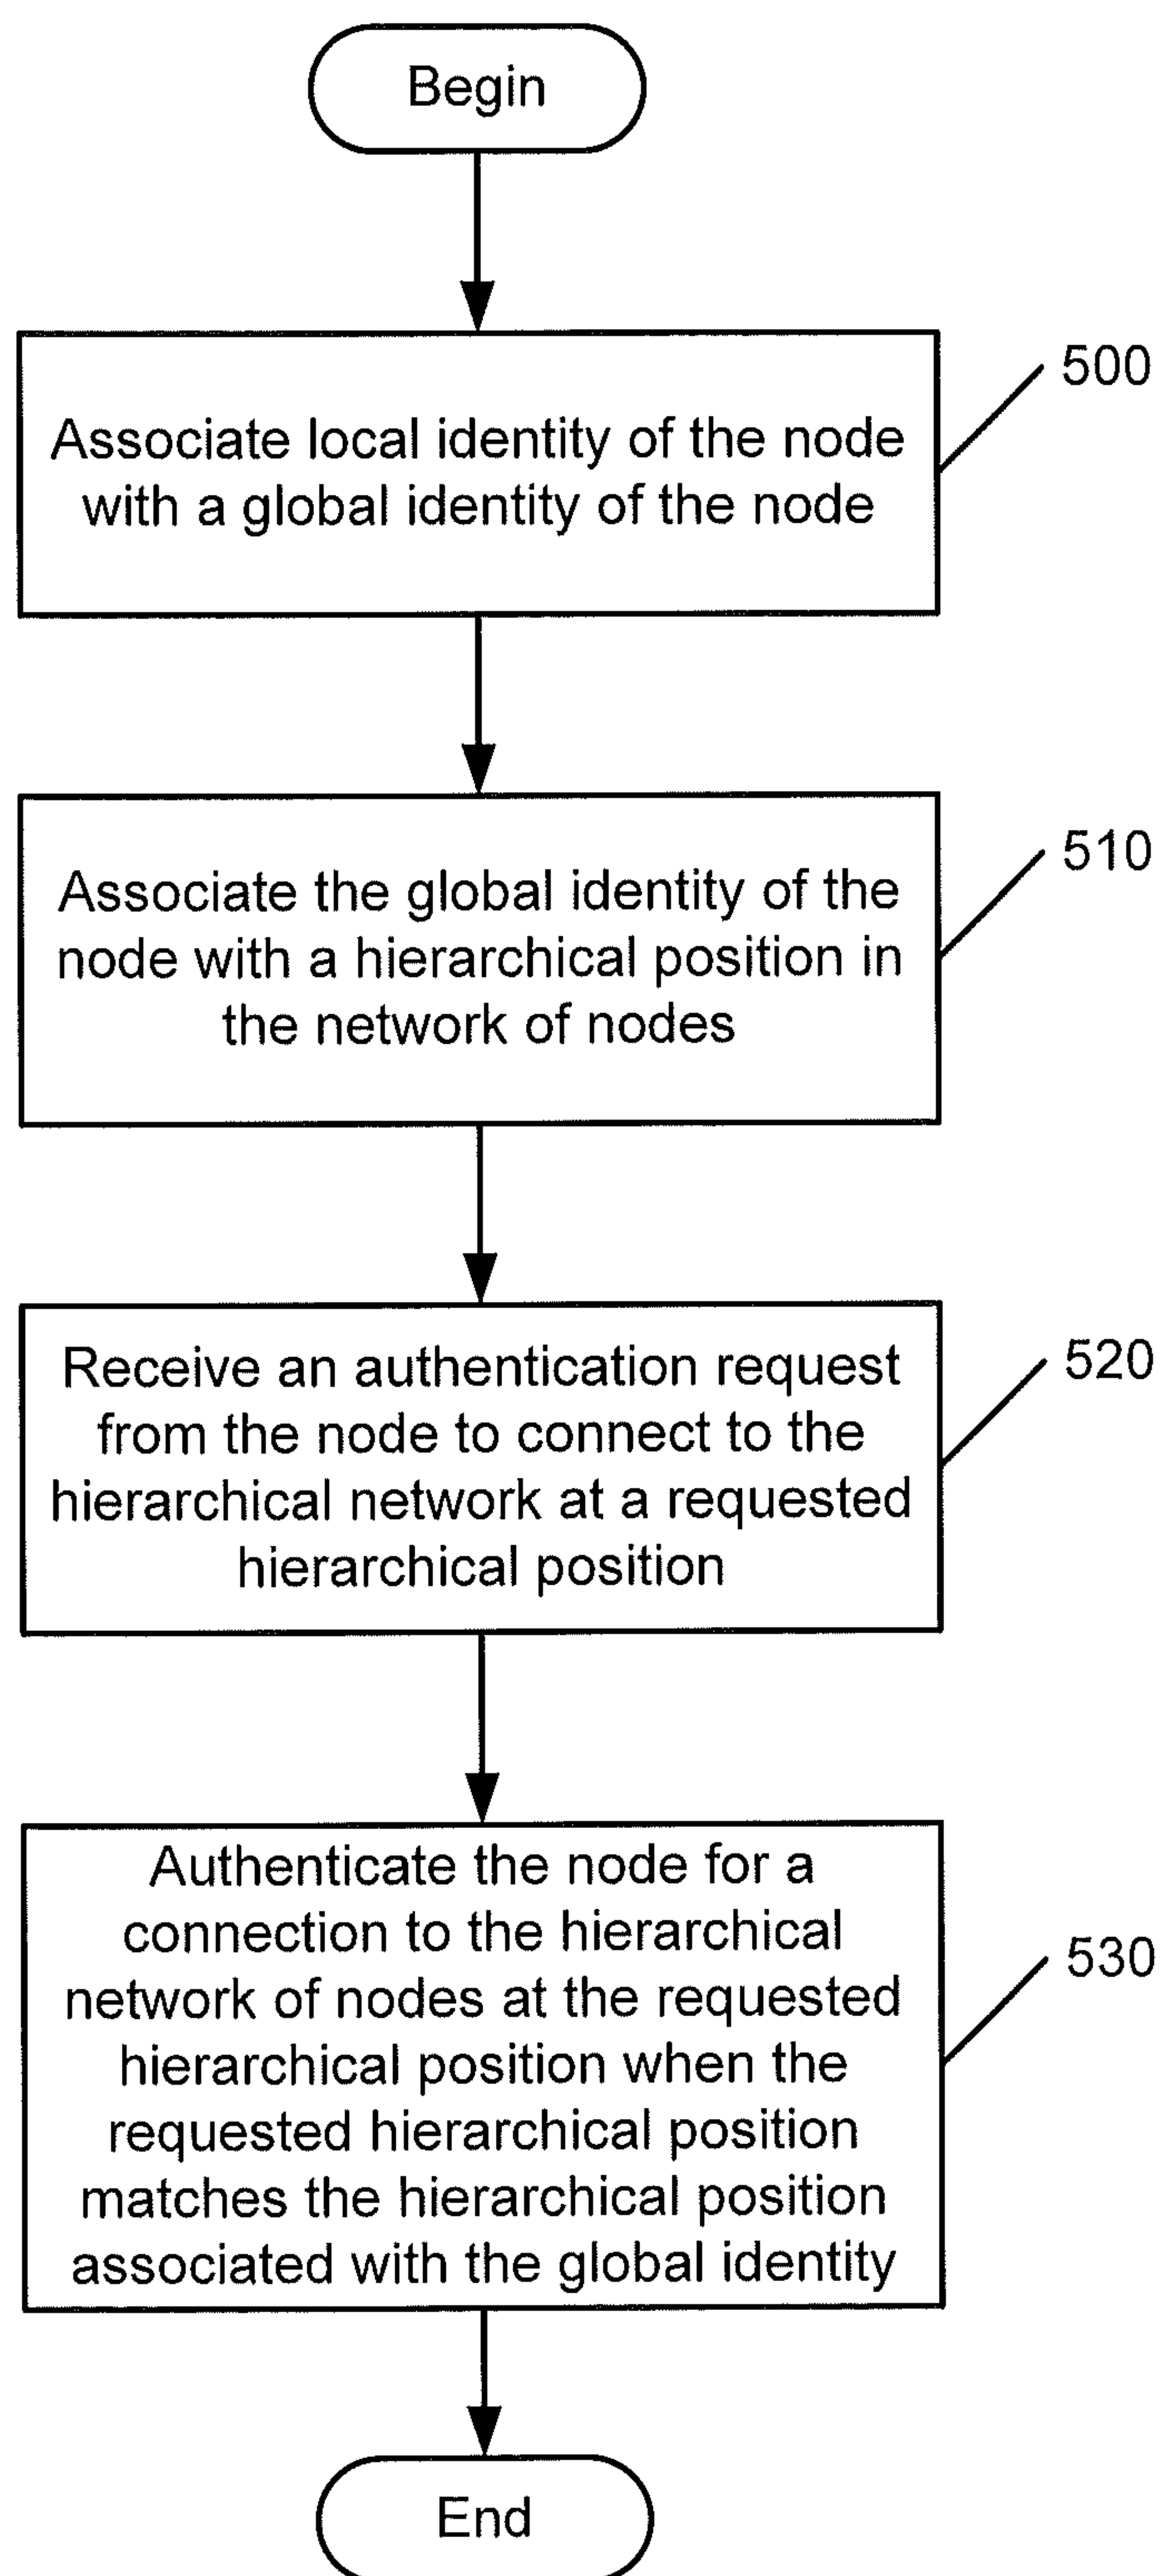 Begin
Associate local identity of the node
with a global identity of the node
500
Associate the global identity of the
node with a hierarchical position in
the network of nodes
510
Receive an authentication request
from the node to connect to the
hierarchical network at a requested
hierarchical position
520
Authenticate the node for a
connection to the hierarchical
network of nodes at the requested
hierarchical position when the
requested hierarchical position
matches the hierarchical position
associated with the global identity
530
End